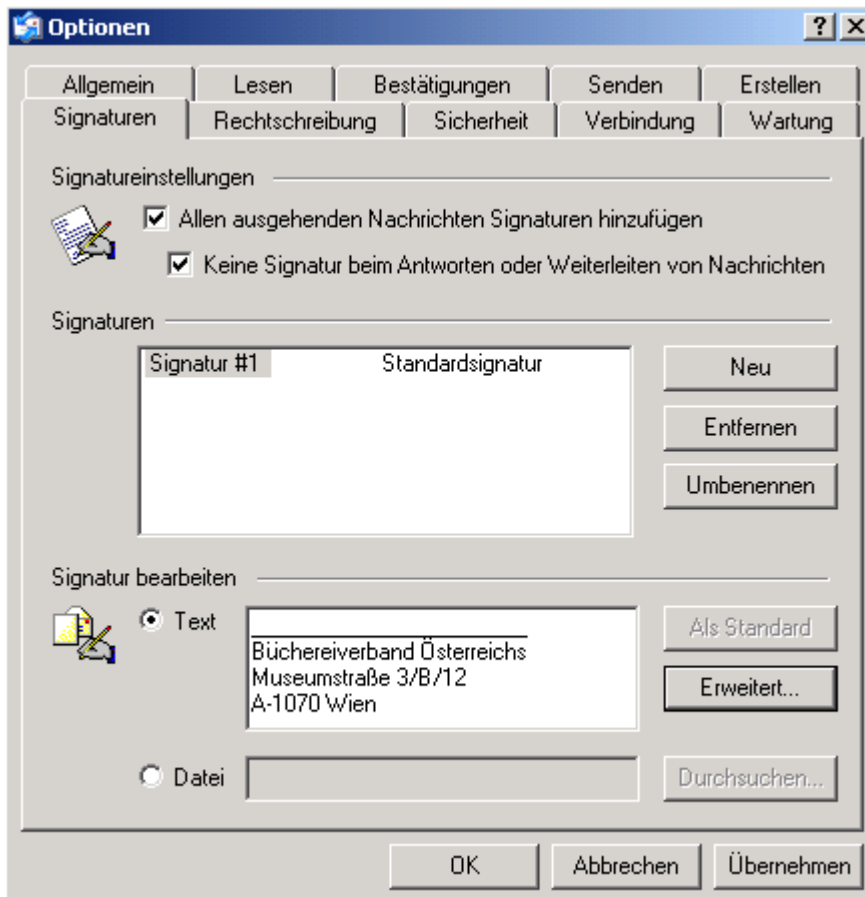 Optionen
Allgemein Lesen Bestätigungen Senden Erstellen
Signaturen Rechtschreibung Sicherheit Verbindung Wartung
Signatureinstellungen
Allen ausgehenden Nachrichten Signaturen hinzufügen
Keine Signatur beim Antworten oder Weiterleiten von Nachrichten
Signaturen
Signatur #1 Standardsignatur
Neu
Entfernen
Umbenennen
Signatur bearbeiten
Text
Büchereiverband Österreichs
Museumstraße 3/B/12
A-1070 Wien
Als Standard
Erweitert...
Datei
Durchsuchen...
OK Abbrechen Übernehmen